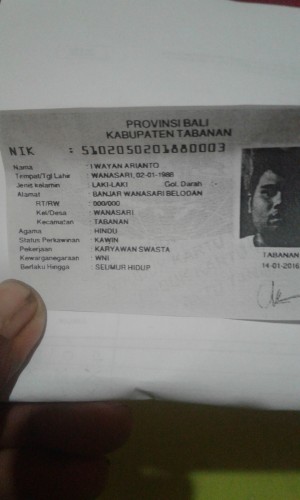 PROVINSI BALI
KABUPATEN TABANAN
NIK : 5102050201880003
Nama : I WAYAN ARIANTO
Tempat/Tgl Lahir : WANASARI, 02-01-1988
Jenis kelamin : LAKI-LAKI Gol. Darah :
Alamat : BANJAR WANASARI BELODAN
RT/RW : 000/000
Kel/Desa : WANASARI
Kecamatan : TABANAN
Agama : HINDU
Status Perkawinan : KAWIN
Pekerjaan : KARYAWAN SWASTA
Kewarganegaraan : WNI
Berlaku Hingga : SEUMUR HIDUP
TABANAN
14-01-2016